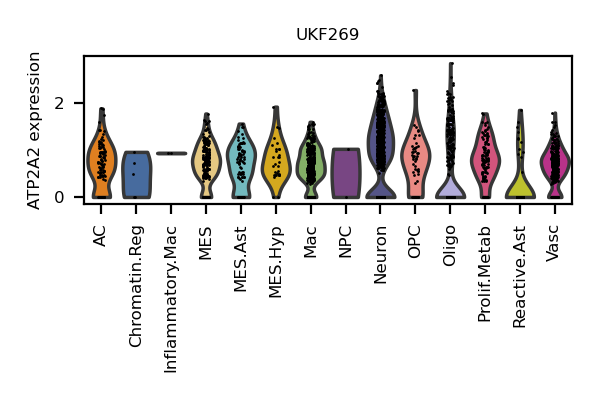 UKF269
ATP2A2 expression
2
0
AC
Chromatin.Reg
Inflammatory.Mac
MES
MES.Ast
MES.Hyp
Mac
NPC
Neuron
OPC
Oligo
Prolif.Metab
Reactive.Ast
Vasc